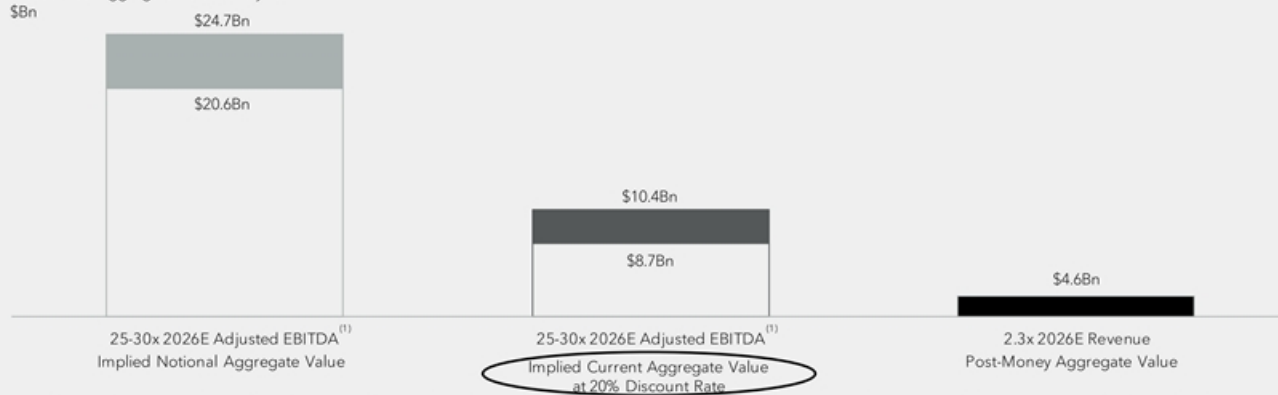 $Bn
$24.7Bn
$20.6Bn
$10.4Bn
$8.7Bn
$4.6Bn
25-30x 2026E Adjusted EBITDA(1)
Implied Notional Aggregate Value
25-30x 2026E Adjusted EBITDA(1)
Implied Current Aggregate Value
at 20% Discount Rate
2.3x 2026E Revenue
Post-Money Aggregate Value